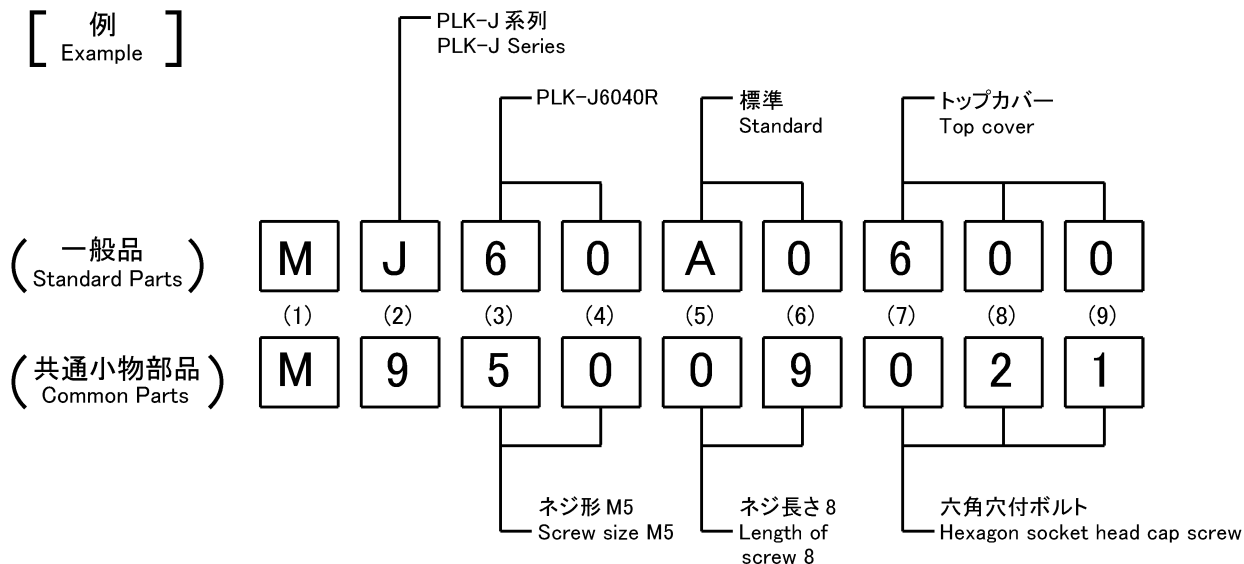 例
Example
PLK-J 系列
PLK-J Series
PLK-J6040R
標準
Standard
トップカバー
Top cover
一般品
Standard Parts
M J 6 0 A 0 6 0 0
(1) (2) (3) (4) (5) (6) (7) (8) (9)
共通小物部品
Common Parts
M 9 5 0 0 9 0 2 1
ネジ形 M5
Screw size M5
ネジ長さ 8
Length of
screw 8
六角穴付ボルト
Hexagon socket head cap screw